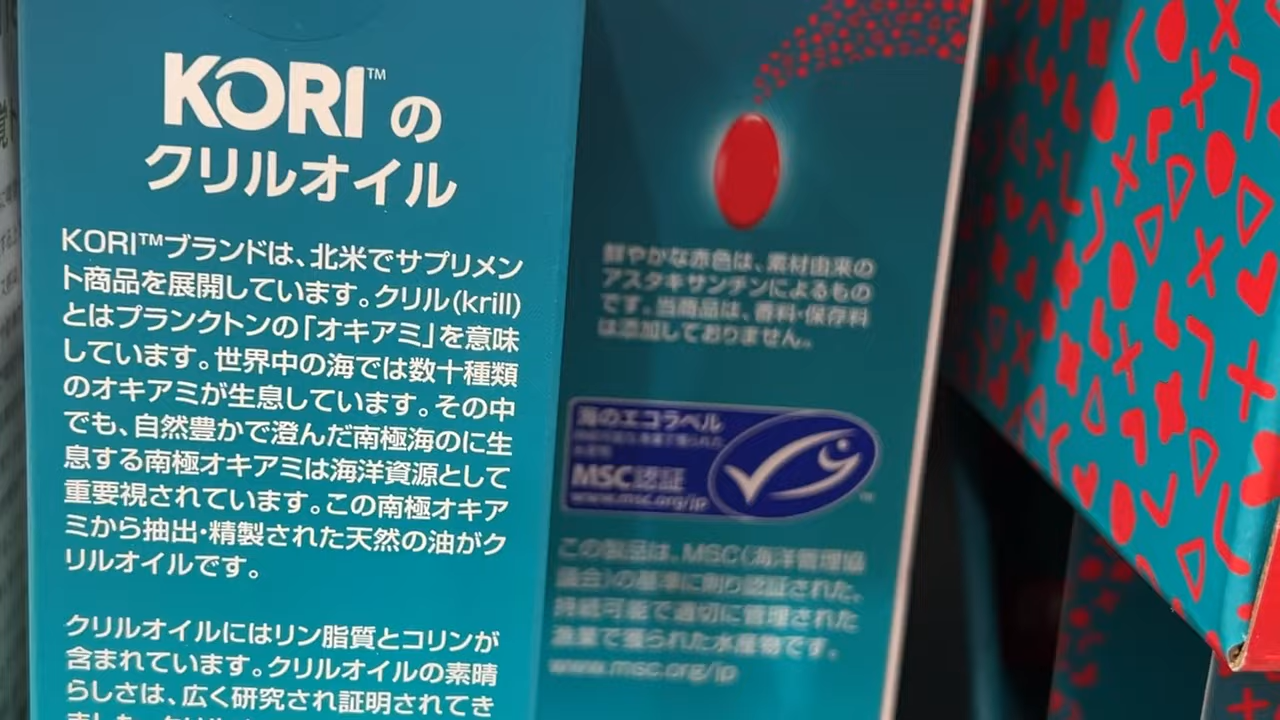 KORI™の
クリルオイル
KORI™ブランドは、北米でサプリメン
ト商品を展開しています。クリル(krill)
とはプランクトンの「オキアミ」を意味
しています。世界中の海では数十種類
のオキアミが生息しています。その中
でも、自然豊かで澄んだ南極海のに生
息する南極オキアミは海洋資源として
重要視されています。この南極オキア
ミから抽出・精製された天然の油がク
リルオイルです。
クリルオイルにはリン脂質とコリンが
含まれています。クリルオイルの素晴
らしさは、広く研究され証明されてき
鮮やかな赤色は、素材由来の
アスタキサンチンによるもの
です。当商品は、香料・保存料
は添加しておりません。
海のエコラベル
MSC認証
www.msc.org/jp
この製品は、MSC(海洋管理協
議会)の基準に則り認証された、
持続可能で適切に管理された
漁業で獲られた水産物です。
www.msc.org/jp